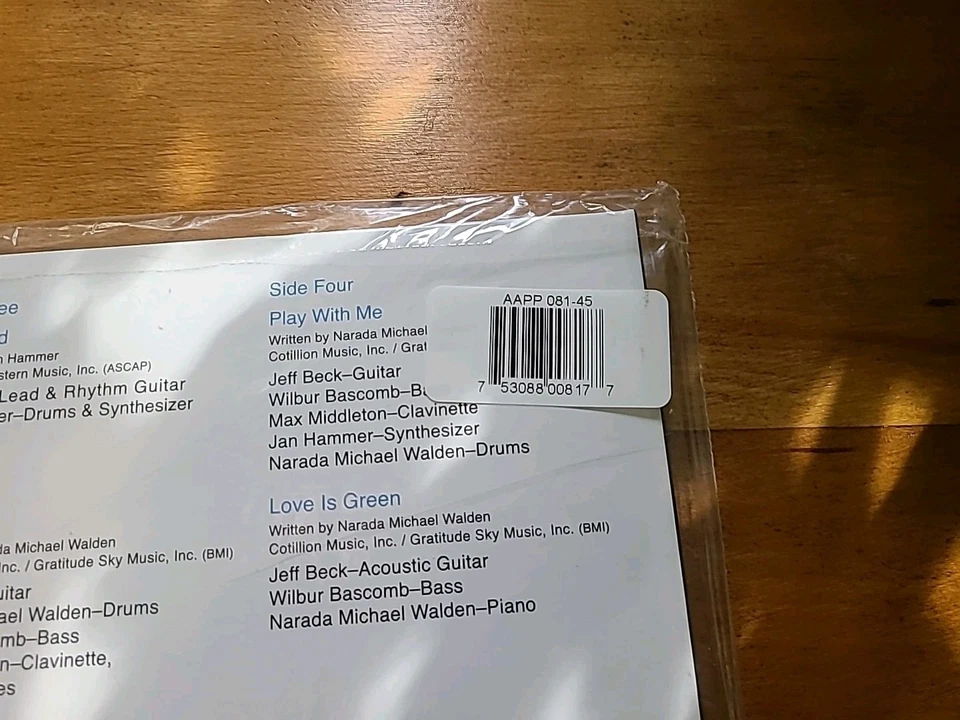 ee
d
n Hammer
stern Music, Inc. (ASCAP)
Lead & Rhythm Guitar
er–Drums & Synthesizer
da Michael Walden
Inc. / Gratitude Sky Music, Inc. (BMI)
uitar
ael Walden–Drums
mb–Bass
n–Clavinette,
es
Side Four
Play With Me
Written by Narada Michael
Cotillion Music, Inc. / Grat
Jeff Beck–Guitar
Wilbur Bascomb–B
Max Middleton–Clavinette
Jan Hammer–Synthesizer
Narada Michael Walden–Drums
Love Is Green
Written by Narada Michael Walden
Cotillion Music, Inc. / Gratitude Sky Music, Inc. (BMI)
Jeff Beck–Acoustic Guitar
Wilbur Bascomb–Bass
Narada Michael Walden–Piano
AAPP 081-45
7 53088 00817 7